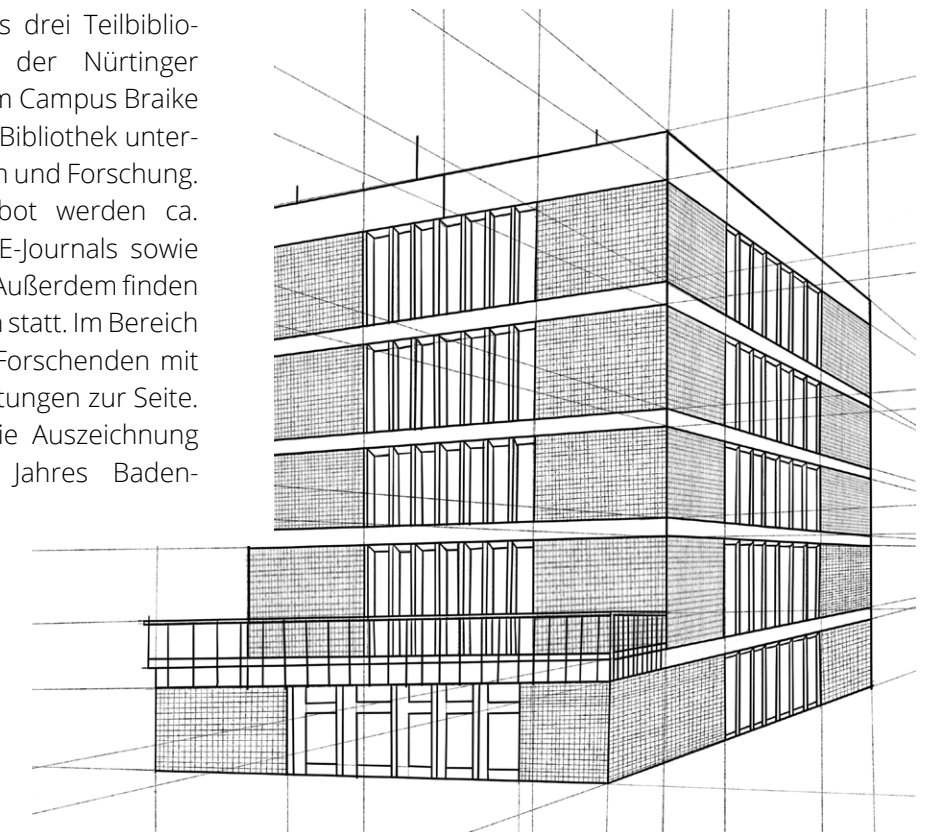 s drei Teilbiblio-
der Nürtinger
m Campus Braike
Bibliothek unter-
n und Forschung.
bot werden ca.
E-Journals sowie
Außerdem finden
n statt. Im Bereich
Forschenden mit
tungen zur Seite.
ie Auszeichnung
Jahres Baden-